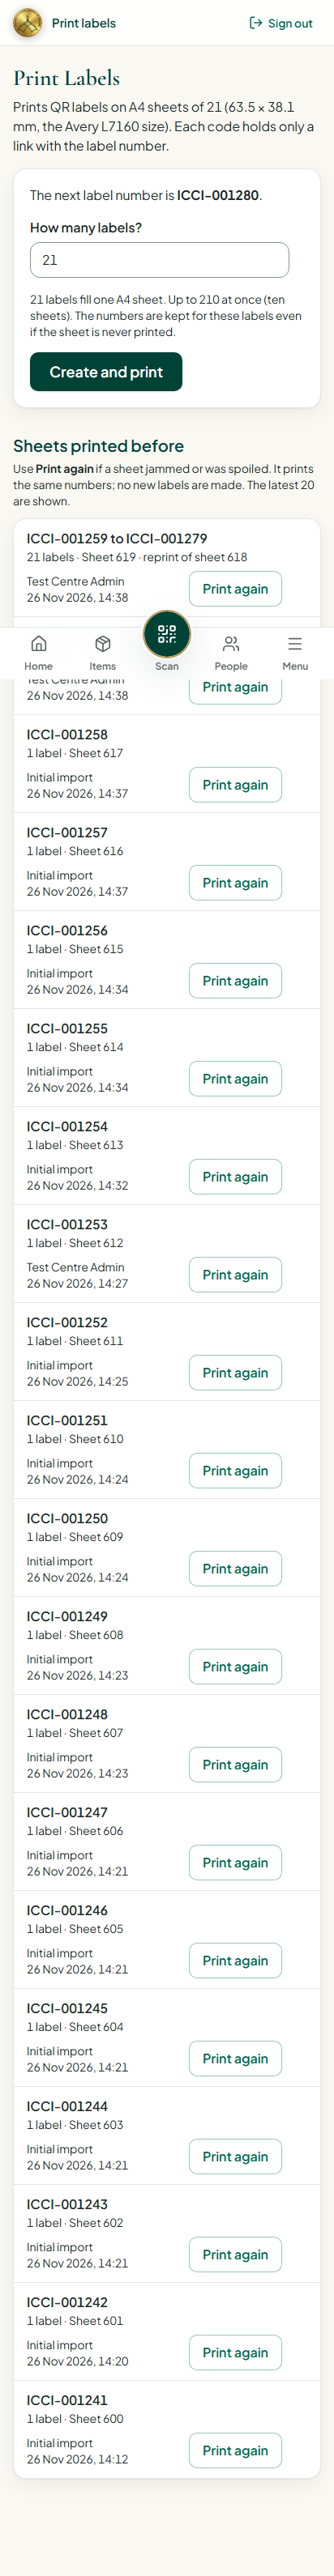 Print labels
Sign out
Print Labels
Prints QR labels on A4 sheets of 21 (63.5 × 38.1
mm, the Avery L7160 size). Each code holds only a
link with the label number.
The next label number is ICCI-001280.
How many labels?
21
21 labels fill one A4 sheet. Up to 210 at once (ten
sheets). The numbers are kept for these labels even
if the sheet is never printed.
Create and print
Sheets printed before
Use Print again if a sheet jammed or was spoiled. It prints
the same numbers; no new labels are made. The latest 20
are shown.
ICCI-001259 to ICCI-001279
21 labels · Sheet 619 · reprint of sheet 618
Test Centre Admin
26 Nov 2026, 14:38
Print again
Home
Items
Scan
People
Menu
Test Centre Admin
26 Nov 2026, 14:38
Print again
ICCI-001258
1 label · Sheet 617
Initial import
26 Nov 2026, 14:37
Print again
ICCI-001257
1 label · Sheet 616
Initial import
26 Nov 2026, 14:37
Print again
ICCI-001256
1 label · Sheet 615
Initial import
26 Nov 2026, 14:34
Print again
ICCI-001255
1 label · Sheet 614
Initial import
26 Nov 2026, 14:34
Print again
ICCI-001254
1 label · Sheet 613
Initial import
26 Nov 2026, 14:32
Print again
ICCI-001253
1 label · Sheet 612
Test Centre Admin
26 Nov 2026, 14:27
Print again
ICCI-001252
1 label · Sheet 611
Initial import
26 Nov 2026, 14:25
Print again
ICCI-001251
1 label · Sheet 610
Initial import
26 Nov 2026, 14:24
Print again
ICCI-001250
1 label · Sheet 609
Initial import
26 Nov 2026, 14:24
Print again
ICCI-001249
1 label · Sheet 608
Initial import
26 Nov 2026, 14:23
Print again
ICCI-001248
1 label · Sheet 607
Initial import
26 Nov 2026, 14:23
Print again
ICCI-001247
1 label · Sheet 606
Initial import
26 Nov 2026, 14:21
Print again
ICCI-001246
1 label · Sheet 605
Initial import
26 Nov 2026, 14:21
Print again
ICCI-001245
1 label · Sheet 604
Initial import
26 Nov 2026, 14:21
Print again
ICCI-001244
1 label · Sheet 603
Initial import
26 Nov 2026, 14:21
Print again
ICCI-001243
1 label · Sheet 602
Initial import
26 Nov 2026, 14:21
Print again
ICCI-001242
1 label · Sheet 601
Initial import
26 Nov 2026, 14:20
Print again
ICCI-001241
1 label · Sheet 600
Initial import
26 Nov 2026, 14:12
Print again